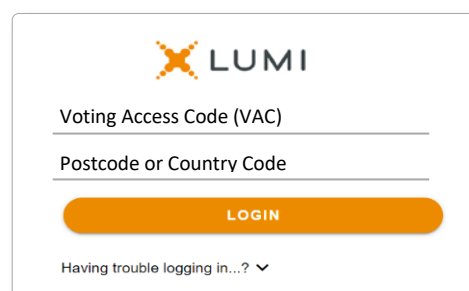 LUMI
Voting Access Code (VAC)
Postcode or Country Code
LOGIN
Having trouble logging in...?